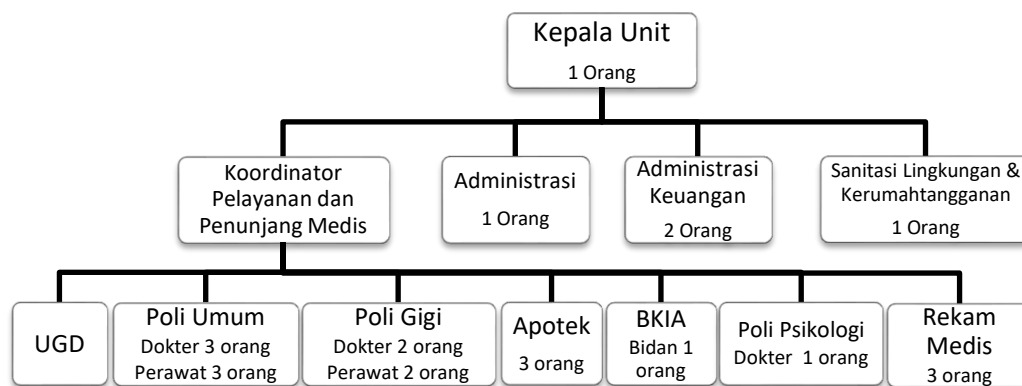 Kepala Unit
1 Orang
Koordinator
Pelayanan dan
Penunjang Medis
Administrasi
1 Orang
Administrasi
Keuangan
2 Orang
Sanitasi Lingkungan &
Kerumahtangganan
1 Orang
UGD
Poli Umum
Dokter 3 orang
Perawat 3 orang
Poli Gigi
Dokter 2 orang
Perawat 2 orang
Apotek
3 orang
BKIA
Bidan 1
orang
Poli Psikologi
Dokter 1 orang
Rekam
Medis
3 orang